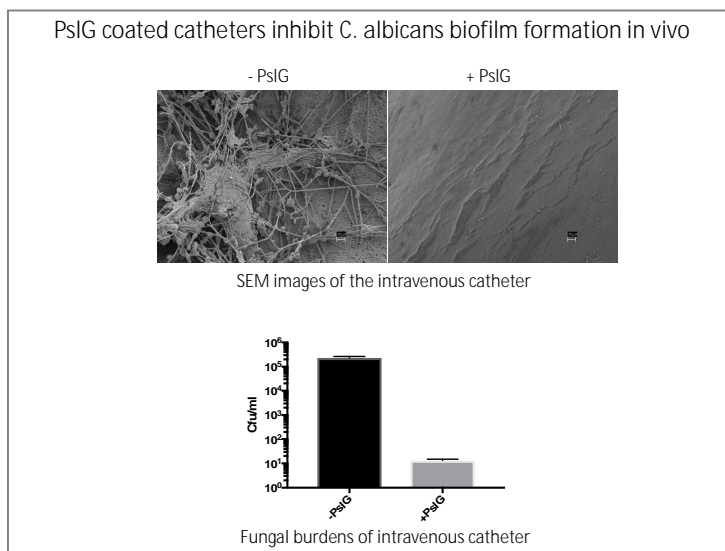 PslG coated catheters inhibit C. albicans biofilm formation in vivo
- PslG + PslG
SEM images of the intravenous catheter
10⁶
10⁵
10⁴
10³
10²
10¹
10⁰
Cfu/ml
-PslG +PslG
Fungal burdens of intravenous catheter